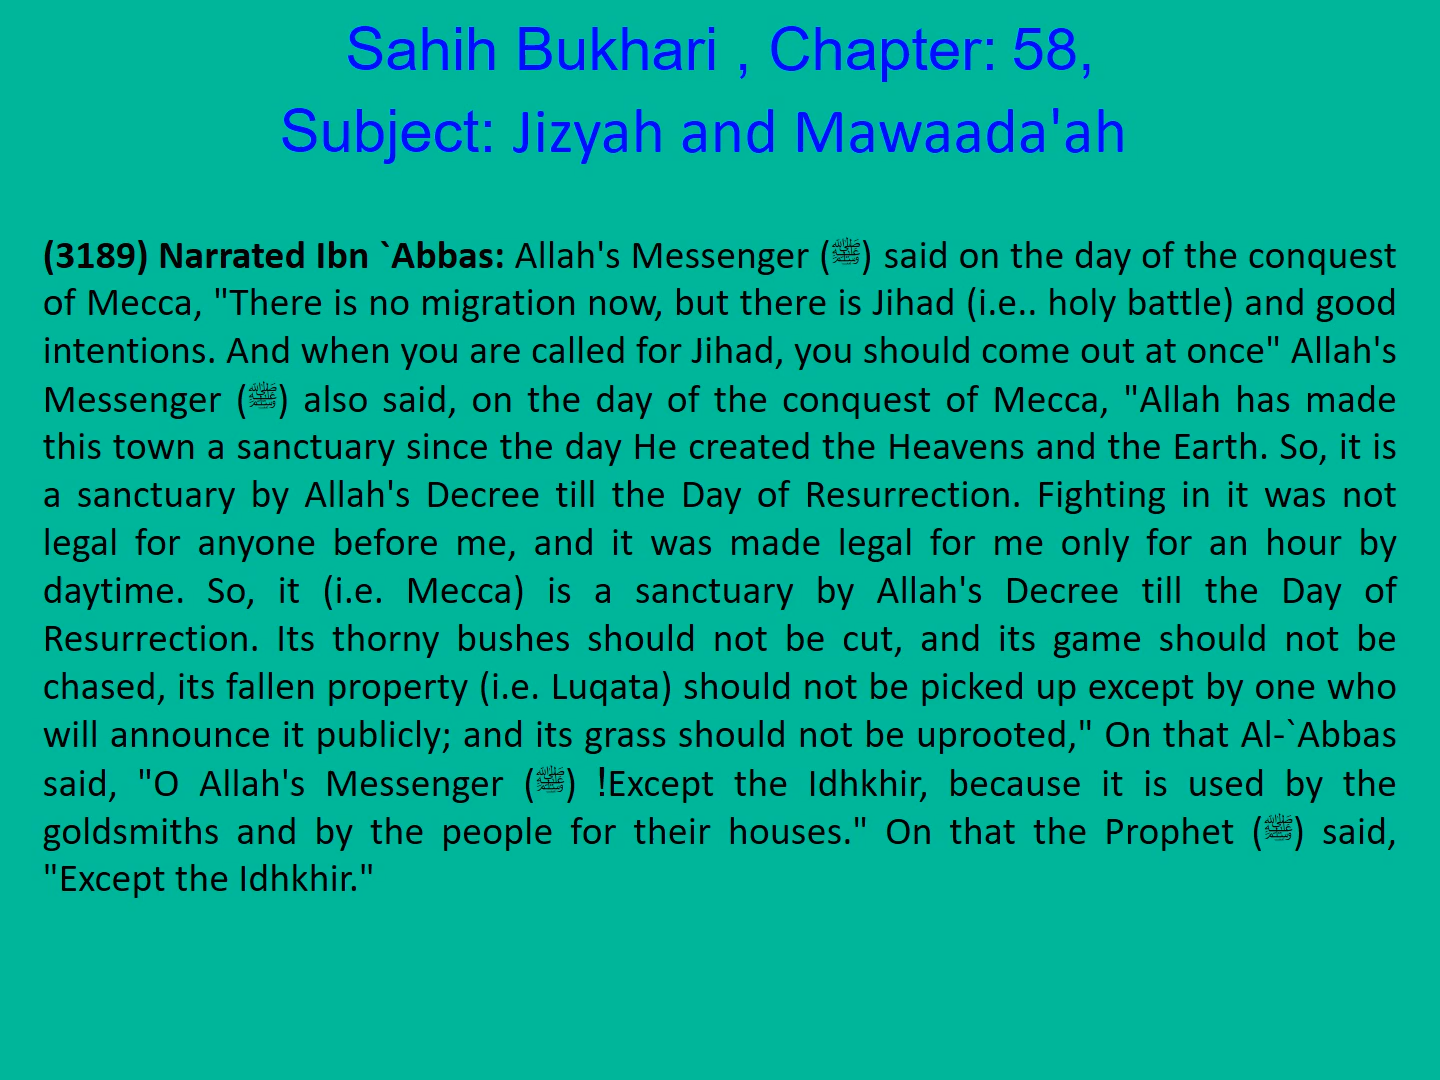 Sahih Bukhari , Chapter: 58,
Subject: Jizyah and Mawaada'ah
(3189) Narrated Ibn `Abbas: Allah's Messenger (ﷺ) said on the day of the conquest
of Mecca, "There is no migration now, but there is Jihad (i.e.. holy battle) and good
intentions. And when you are called for Jihad, you should come out at once" Allah's
Messenger (ﷺ) also said, on the day of the conquest of Mecca, "Allah has made
this town a sanctuary since the day He created the Heavens and the Earth. So, it is
a sanctuary by Allah's Decree till the Day of Resurrection. Fighting in it was not
legal for anyone before me, and it was made legal for me only for an hour by
daytime. So, it (i.e. Mecca) is a sanctuary by Allah's Decree till the Day of
Resurrection. Its thorny bushes should not be cut, and its game should not be
chased, its fallen property (i.e. Luqata) should not be picked up except by one who
will announce it publicly; and its grass should not be uprooted," On that Al-`Abbas
said, "O Allah's Messenger (ﷺ) !Except the Idhkhir, because it is used by the
goldsmiths and by the people for their houses." On that the Prophet (ﷺ) said,
"Except the Idhkhir."